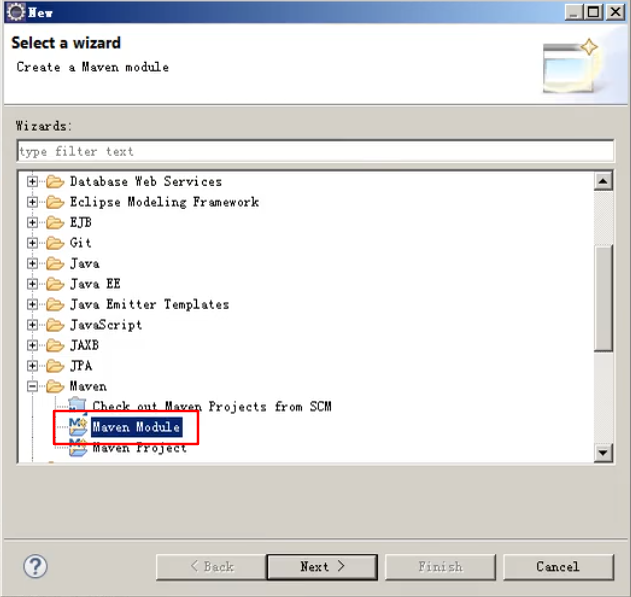 New
Select a wizard
Create a Maven module
Wizards:
type filter text
Database Web Services
Eclipse Modeling Framework
EJB
Git
Java
Java EE
Java Emitter Templates
JavaScript
JAXB
JPA
Maven
Check out Maven Projects from SCM
Maven Module
Maven Project
< Back
Next >
Finish
Cancel